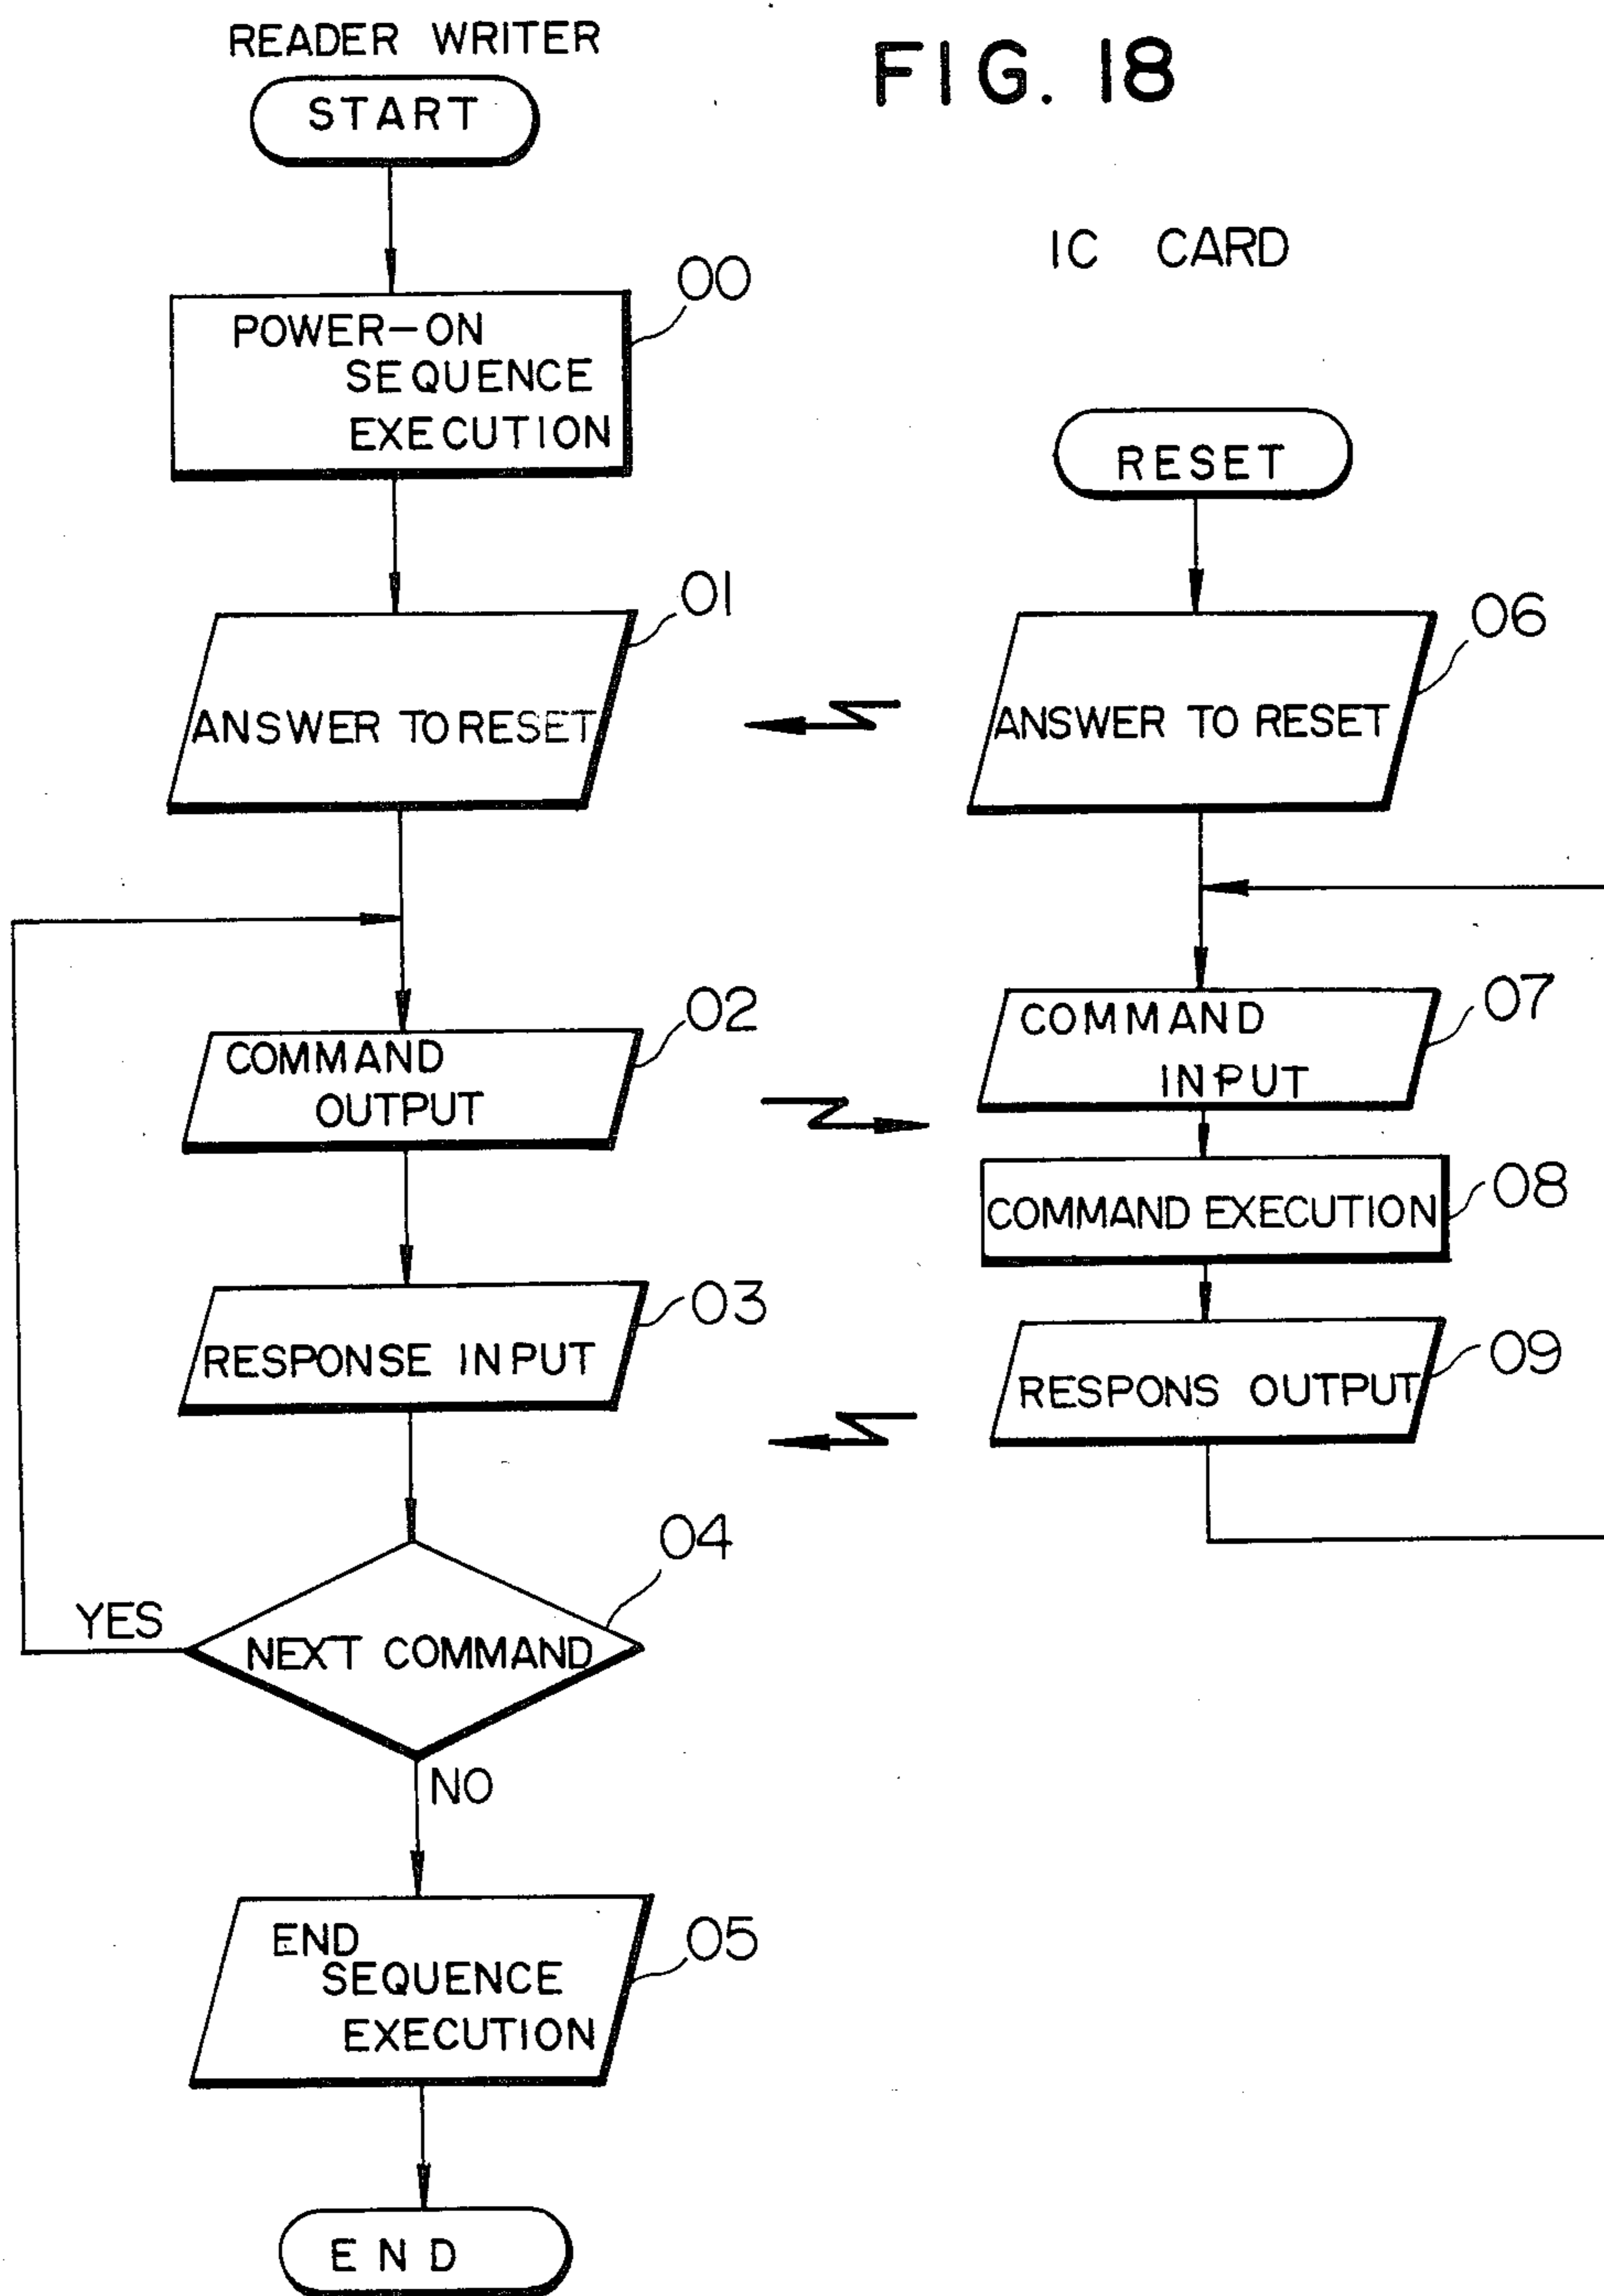 FIG. 18
READER WRITER
START
POWER-ON
SEQUENCE
EXECUTION
00
ANSWER TO RESET
01
COMMAND
OUTPUT
02
RESPONSE INPUT
03
NEXT COMMAND
04
YES
NO
END
SEQUENCE
EXECUTION
05
END
IC CARD
RESET
ANSWER TO RESET
06
COMMAND
INPUT
07
COMMAND EXECUTION
08
RESPONS OUTPUT
09